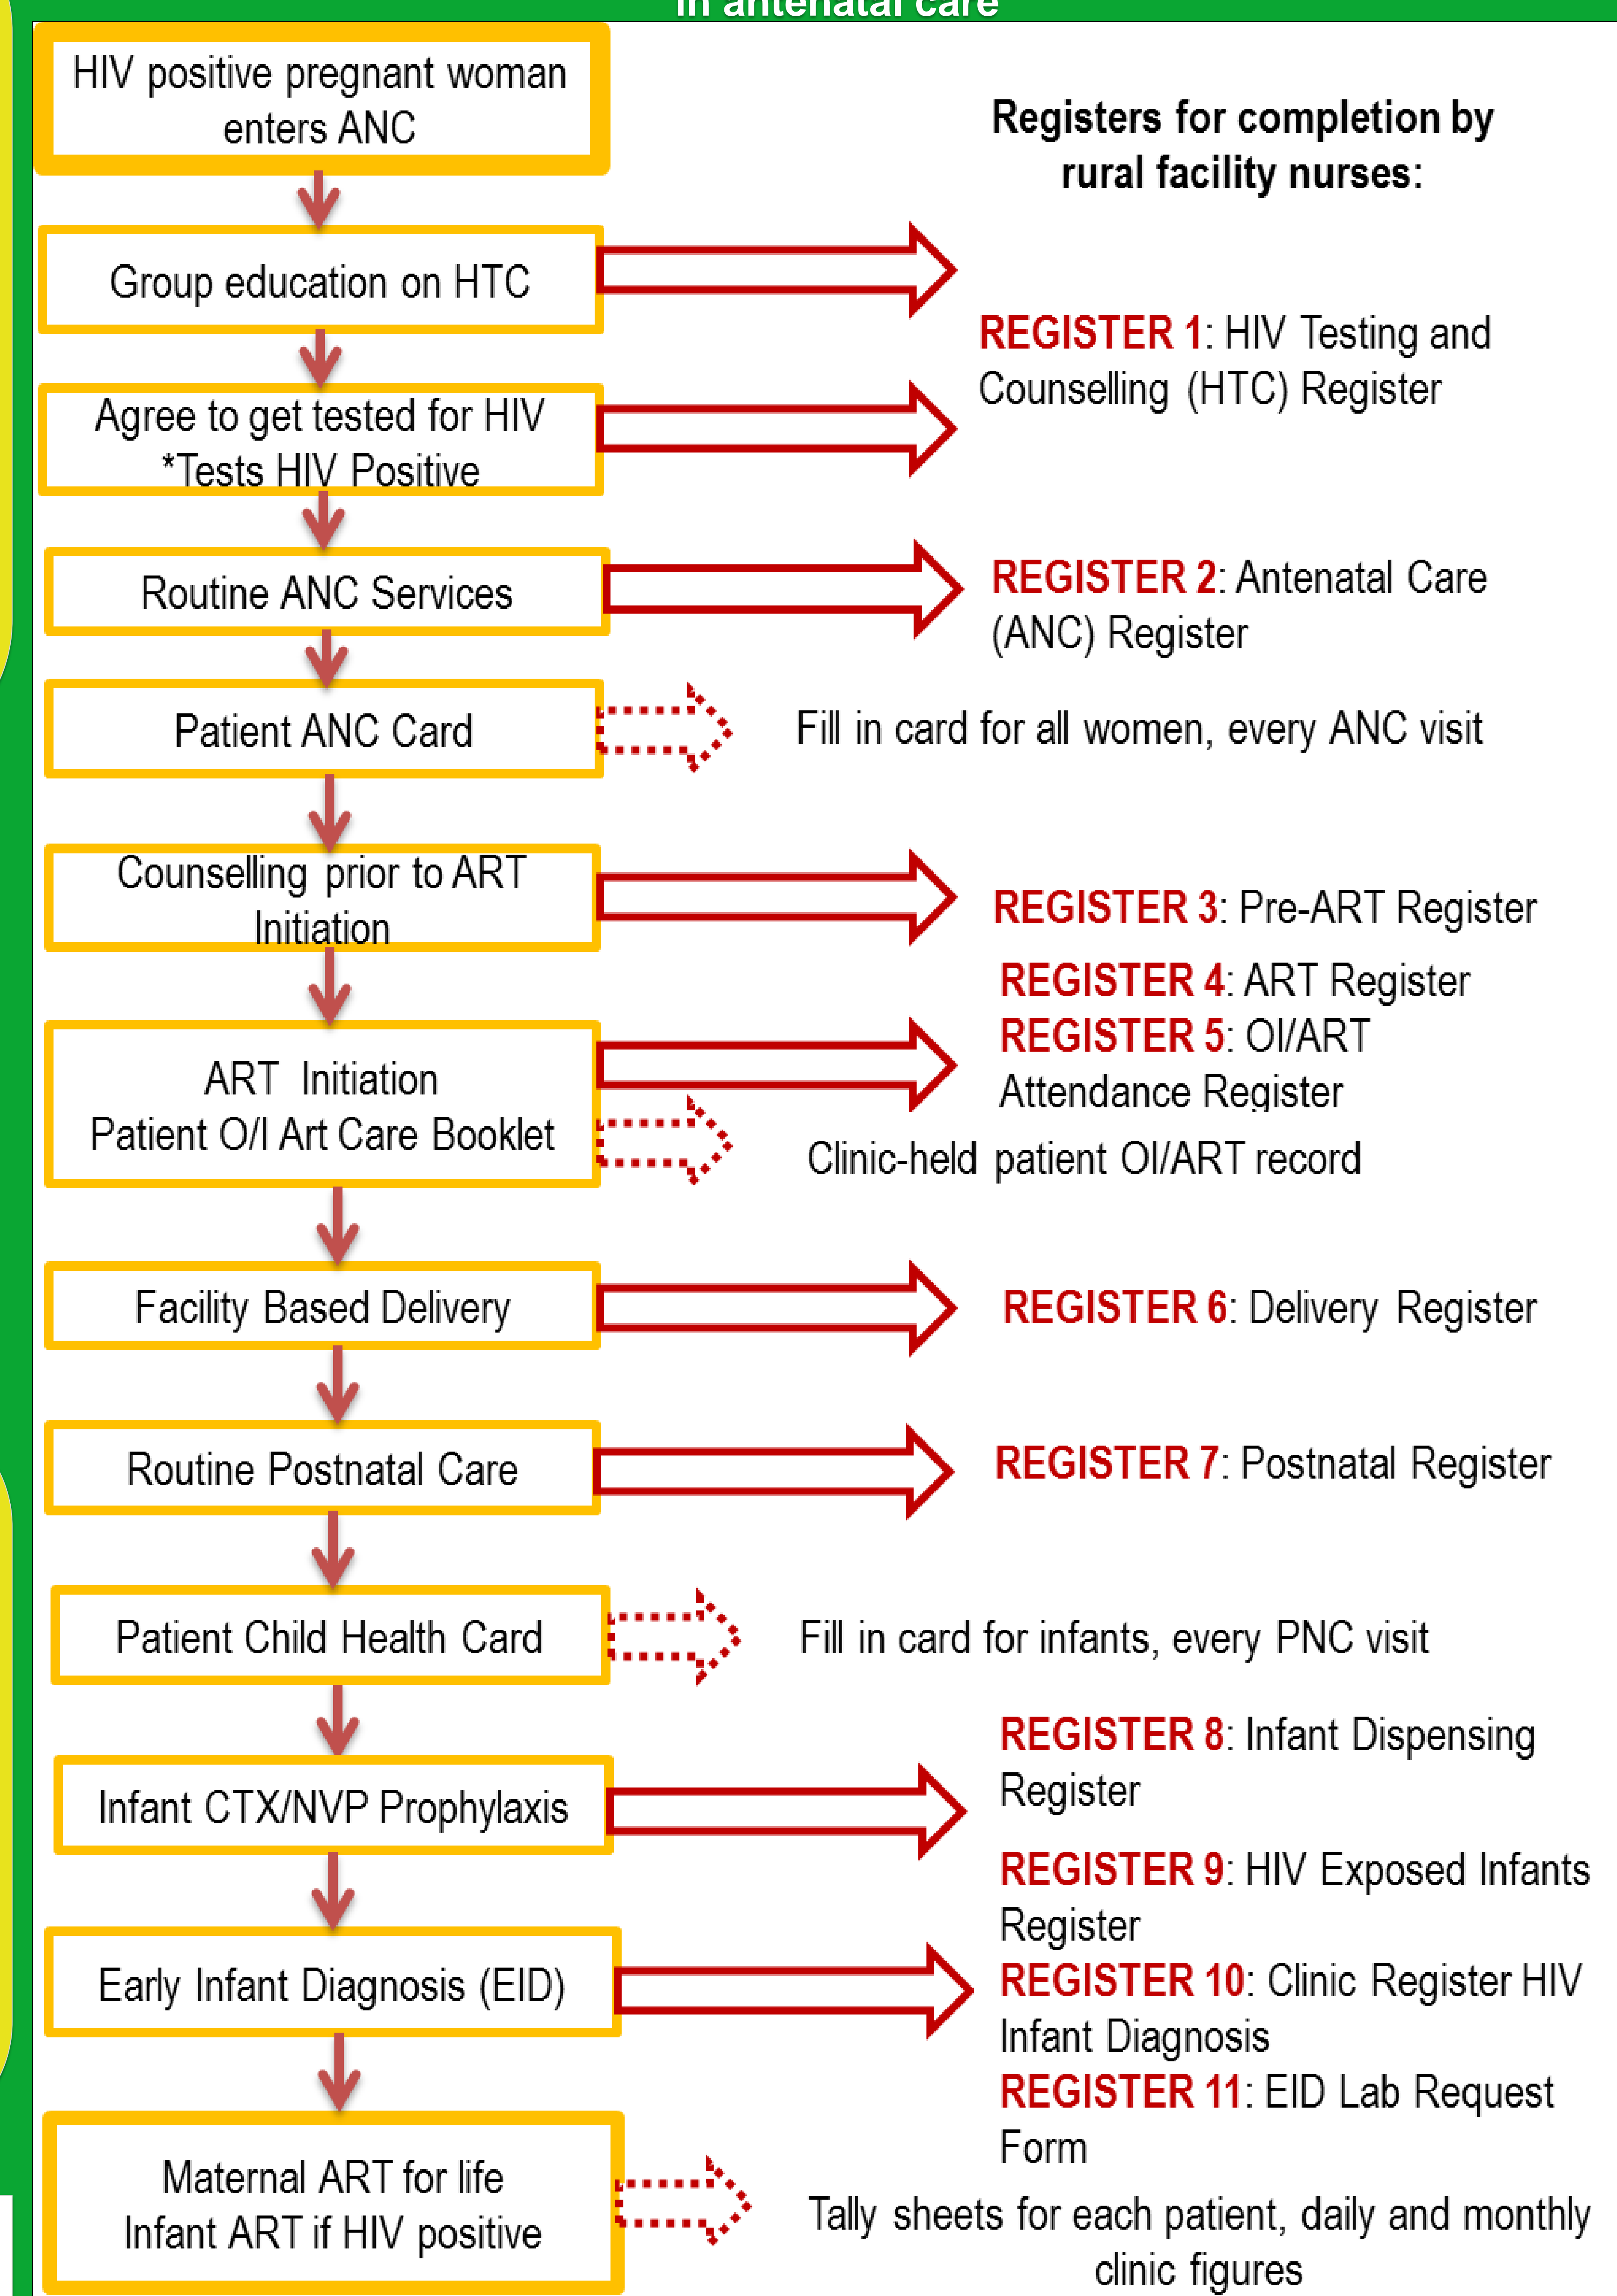 in antenatal care
HIV positive pregnant woman
enters ANC
Registers for completion by
rural facility nurses:
Group education on HTC
REGISTER 1: HIV Testing and
Counselling (HTC) Register
Agree to get tested for HIV
*Tests HIV Positive
Routine ANC Services
REGISTER 2: Antenatal Care
(ANC) Register
Patient ANC Card
Fill in card for all women, every ANC visit
Counselling prior to ART
Initiation
REGISTER 3: Pre-ART Register
REGISTER 4: ART Register
REGISTER 5: OI/ART
Attendance Register
ART Initiation
Patient O/I Art Care Booklet
Clinic-held patient OI/ART record
Facility Based Delivery
REGISTER 6: Delivery Register
Routine Postnatal Care
REGISTER 7: Postnatal Register
Patient Child Health Card
Fill in card for infants, every PNC visit
Infant CTX/NVP Prophylaxis
REGISTER 8: Infant Dispensing
Register
REGISTER 9: HIV Exposed Infants
Register
Early Infant Diagnosis (EID)
REGISTER 10: Clinic Register HIV
Infant Diagnosis
REGISTER 11: EID Lab Request
Form
Maternal ART for life
Infant ART if HIV positive
Tally sheets for each patient, daily and monthly
clinic figures